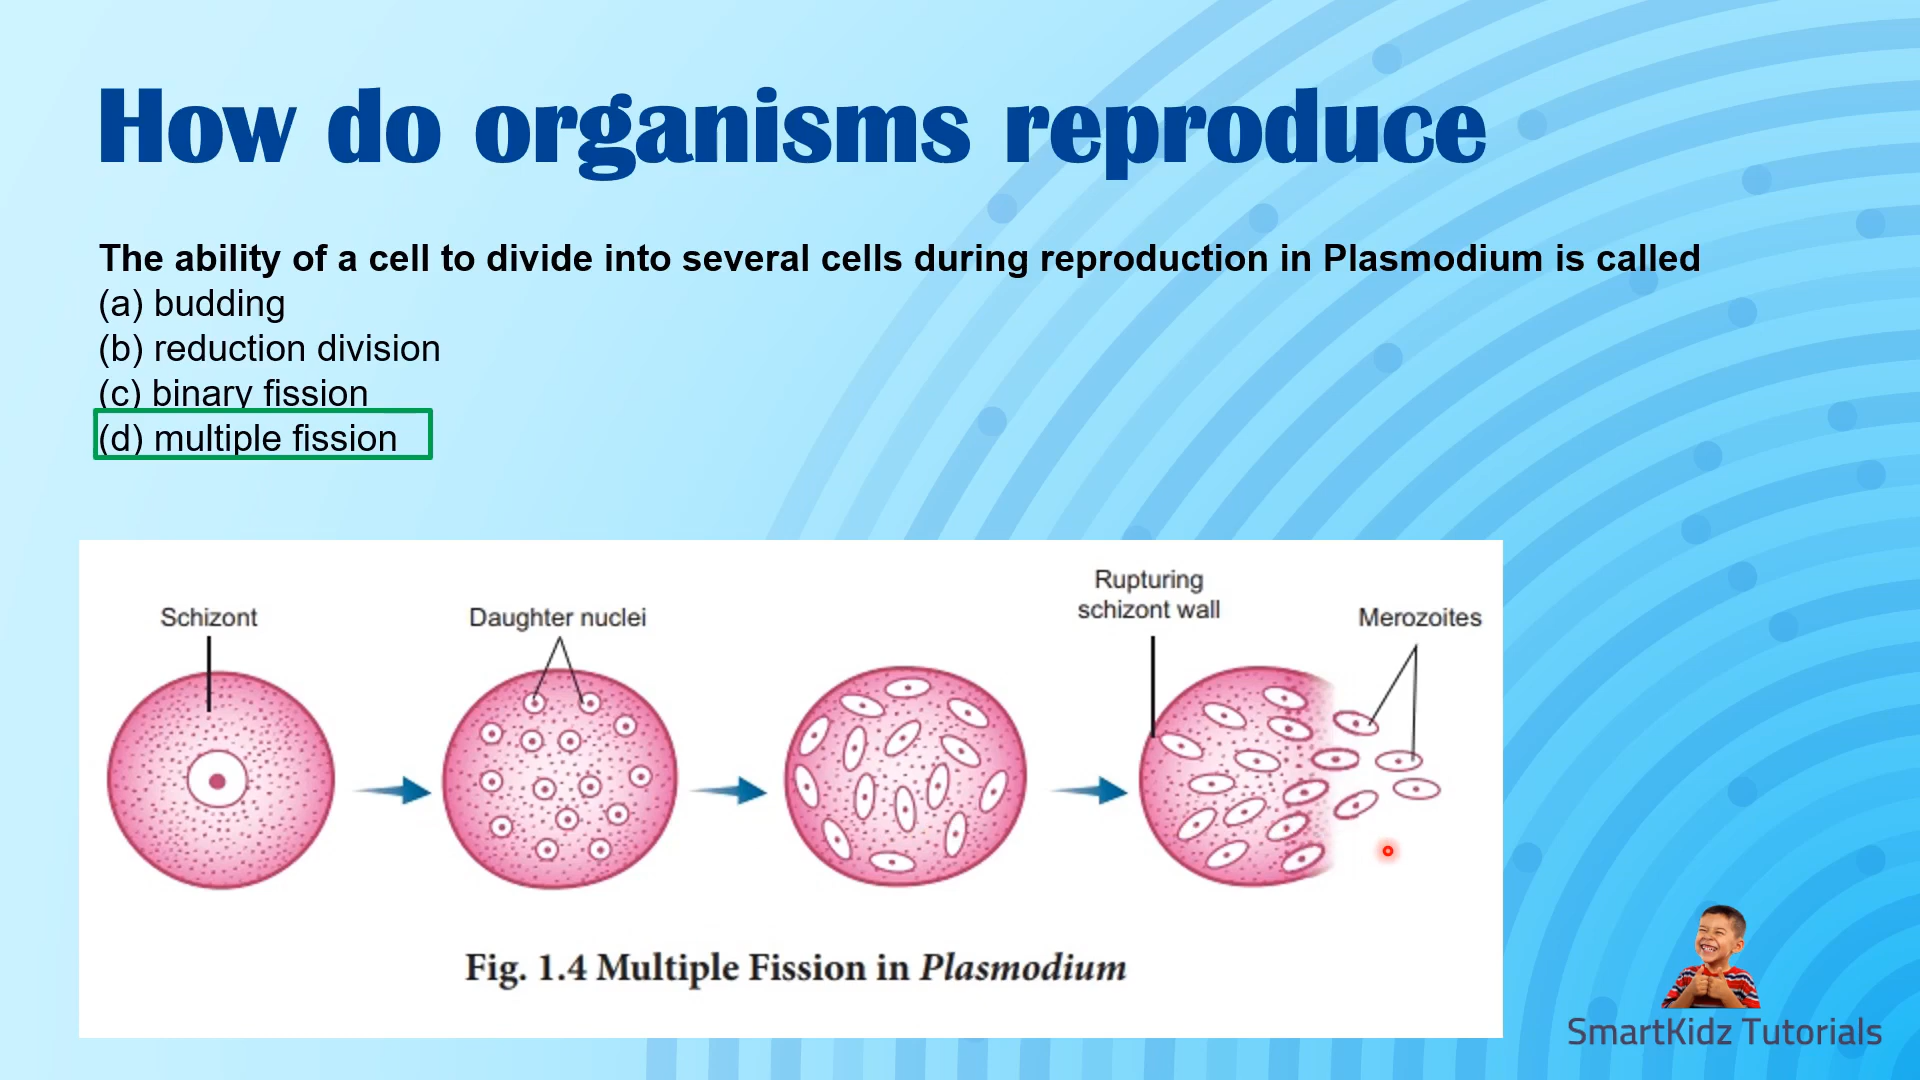 How do organisms reproduce
The ability of a cell to divide into several cells during reproduction in Plasmodium is called
(a) budding
(b) reduction division
(c) binary fission
(d) multiple fission
Schizont
Daughter nuclei
Rupturing
schizont wall
Merozoites
Fig. 1.4 Multiple Fission in Plasmodium
SmartKidz Tutorials